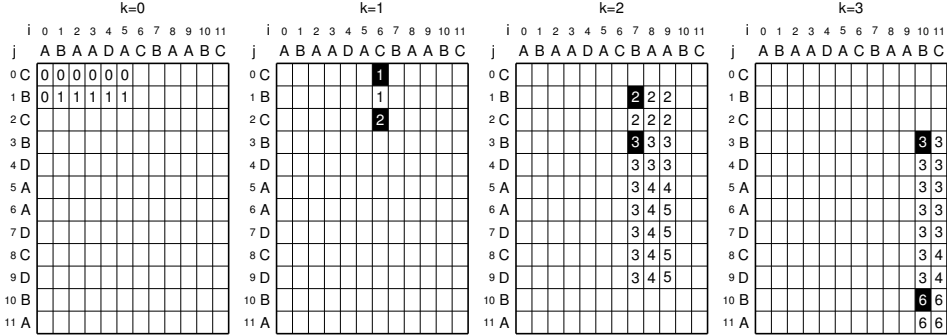 k=0
i 0 1 2 3 4 5 6 7 8 9 10 11
j A B A A D A C B A A B C
0 C 0 0 0 0 0 0
1 B 0 1 1 1 1 1
2 C
3 B
4 D
5 A
6 A
7 D
8 C
9 D
10 B
11 A
k=1
i 0 1 2 3 4 5 6 7 8 9 10 11
j A B A A D A C B A A B C
0 C 1
1 B 1
2 C 2
3 B
4 D
5 A
6 A
7 D
8 C
9 D
10 B
11 A
k=2
i 0 1 2 3 4 5 6 7 8 9 10 11
j A B A A D A C B A A B C
0 C
1 B 2 2 2
2 C 2 2 2
3 B 3 3 3
4 D 3 3 3
5 A 3 4 4
6 A 3 4 5
7 D 3 4 5
8 C 3 4 5
9 D 3 4 5
10 B
11 A
k=3
i 0 1 2 3 4 5 6 7 8 9 10 11
j A B A A D A C B A A B C
0 C
1 B
2 C
3 B 3 3
4 D 3 3
5 A 3 3
6 A 3 3
7 D 3 3
8 C 3 4
9 D 3 4
10 B 6 6
11 A 6 6